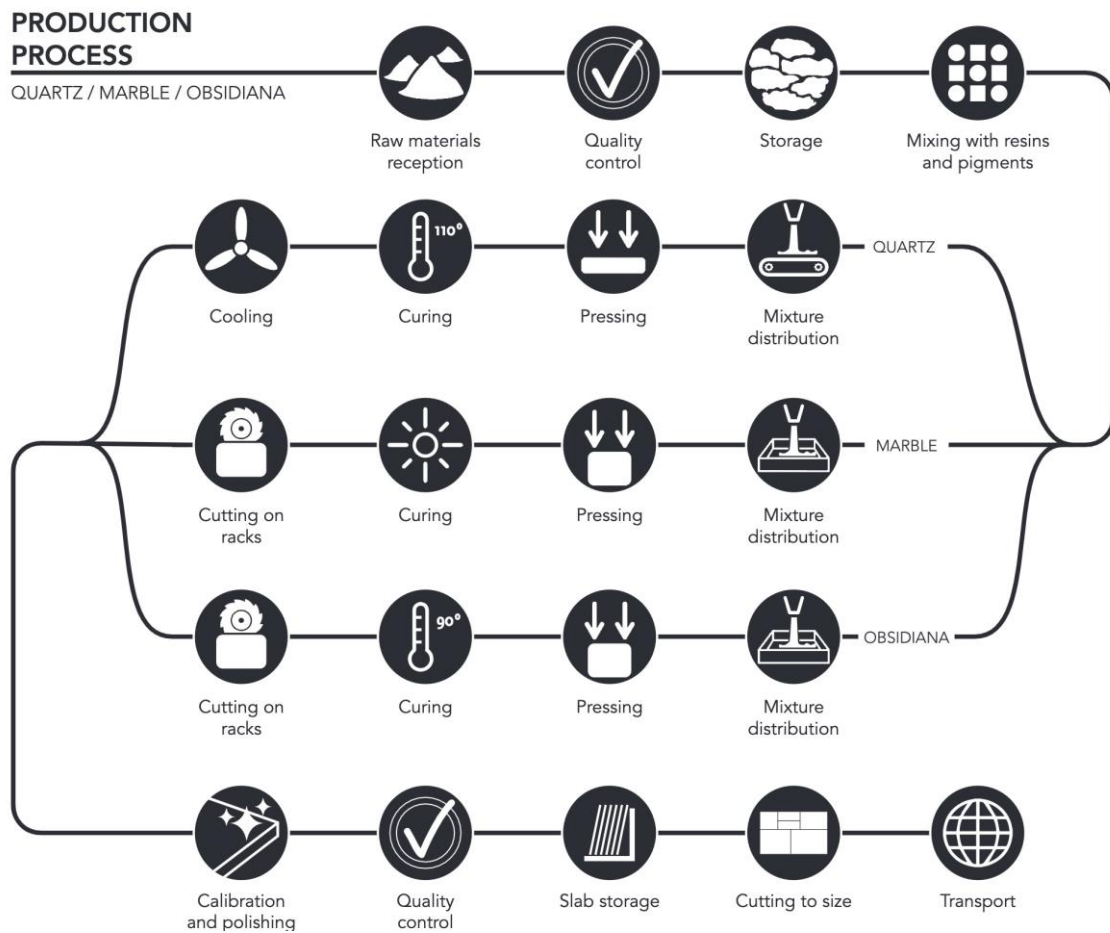 PRODUCTION
PROCESS
QUARTZ / MARBLE / OBSIDIANA
Raw materials
reception
Quality
control
Storage
Mixing with resins
and pigments
110º
QUARTZ
Cooling
Curing
Pressing
Mixture
distribution
MARBLE
Cutting on
racks
Curing
Pressing
Mixture
distribution
90º
OBSIDIANA
Cutting on
racks
Curing
Pressing
Mixture
distribution
Calibration
and polishing
Quality
control
Slab storage
Cutting to size
Transport